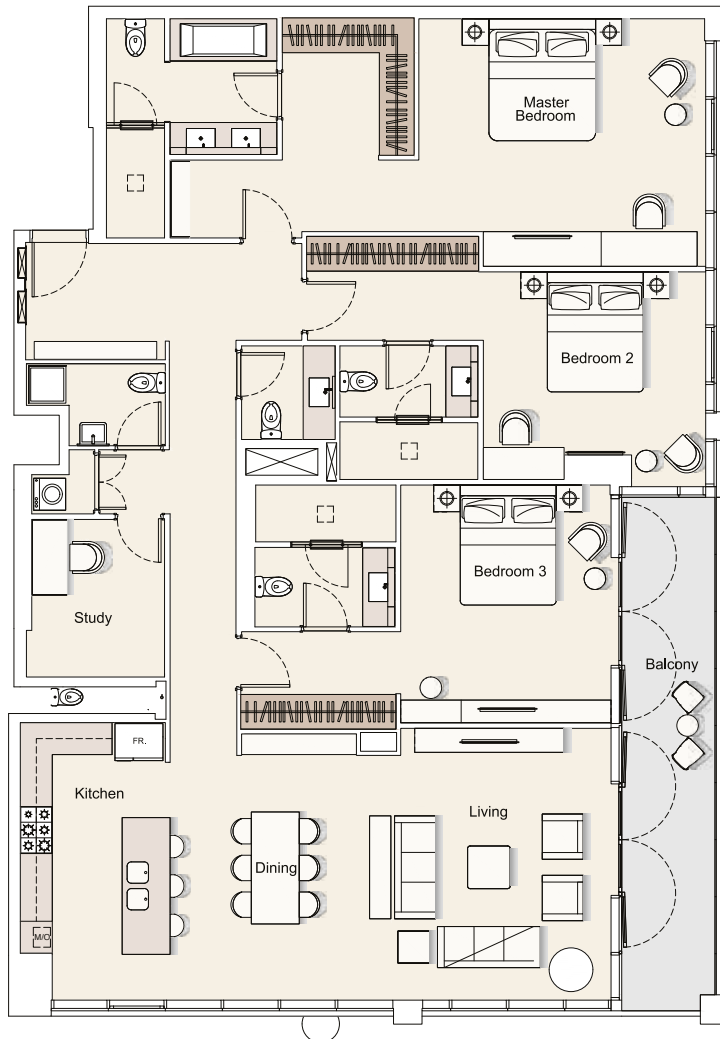 Master
Bedroom
Bedroom 2
Bedroom 3
Study
Balcony
FR.
Kitchen
Living
Dining
M/O